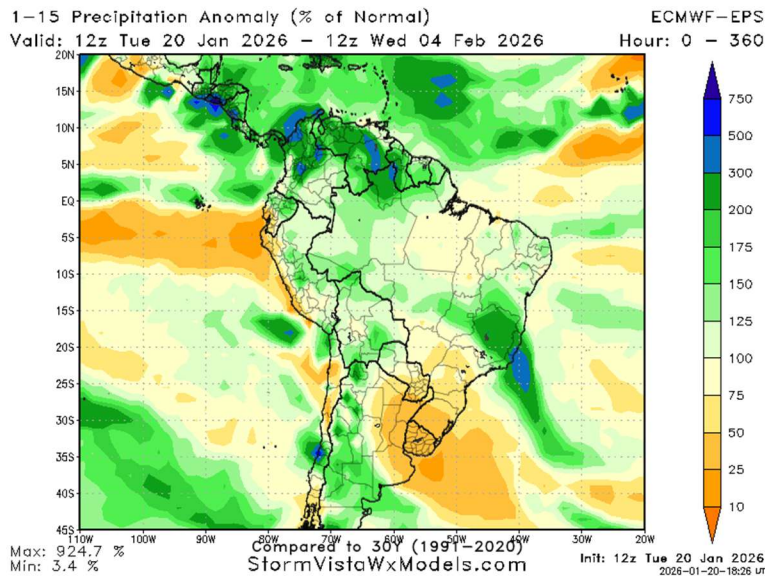 1-15 Precipitation Anomaly (% of Normal) ECMWF-EPS
Valid: 12z Tue 20 Jan 2026 - 12z Wed 04 Feb 2026 Hour: 0 - 360
20N
15N
10N
5N
EQ
5S
10S
15S
20S
25S
30S
35S
40S
45S
110W 100W 90W 80W 70W 60W 50W 40W 30W 20W
750
500
300
200
175
150
125
100
75
50
25
10
Max: 924.7 %
Min: 3.4 %
Compared to 30Y (1991-2020)
StormVistaWxModels.com
Init: 12z Tue 20 Jan 2026
2026-01-20-18:26 UT